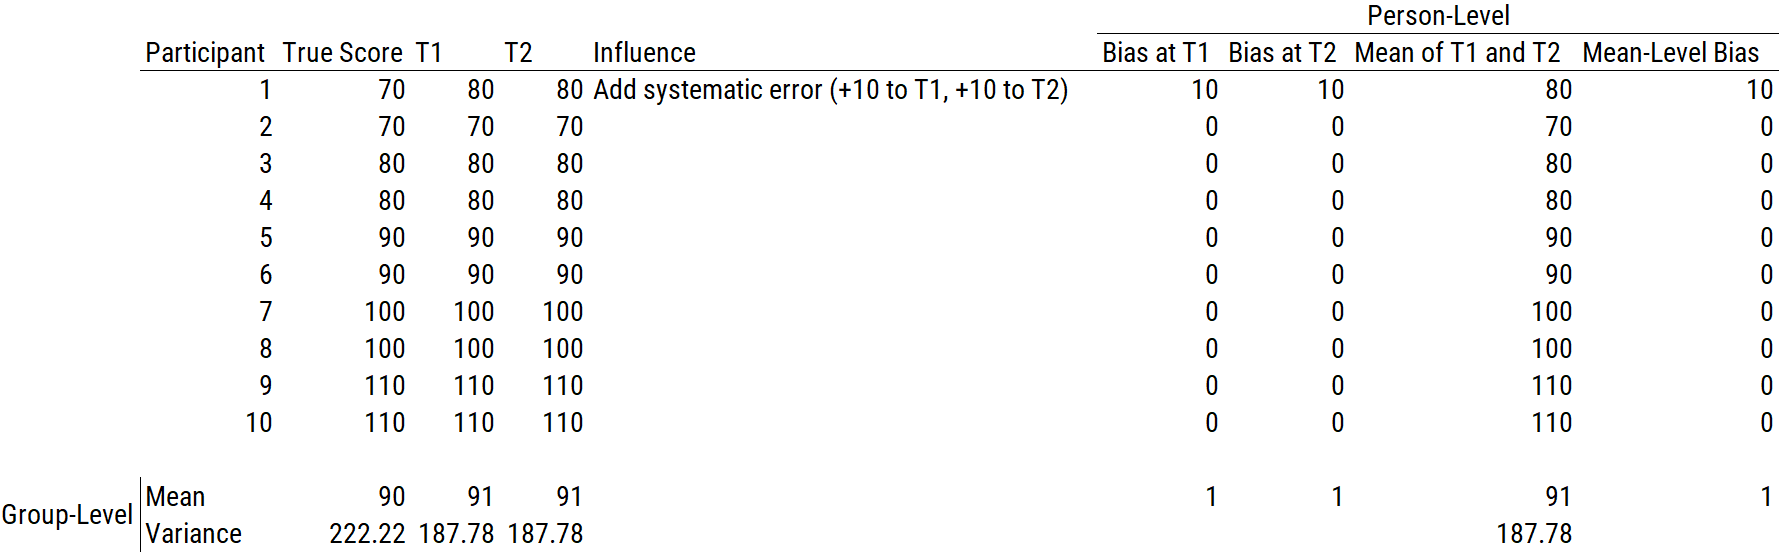 Person-Level
Participant True Score T1 T2 Influence Bias at T1 Bias at T2 Mean of T1 and T2 Mean-Level Bias
1 70 80 80 Add systematic error (+10 to T1, +10 to T2) 10 10 80 10
2 70 70 70 0 0 70 0
3 80 80 80 0 0 80 0
4 80 80 80 0 0 80 0
5 90 90 90 0 0 90 0
6 90 90 90 0 0 90 0
7 100 100 100 0 0 100 0
8 100 100 100 0 0 100 0
9 110 110 110 0 0 110 0
10 110 110 110 0 0 110 0
Group-Level
Mean 90 91 91 1 1 91 1
Variance 222.22 187.78 187.78 187.78